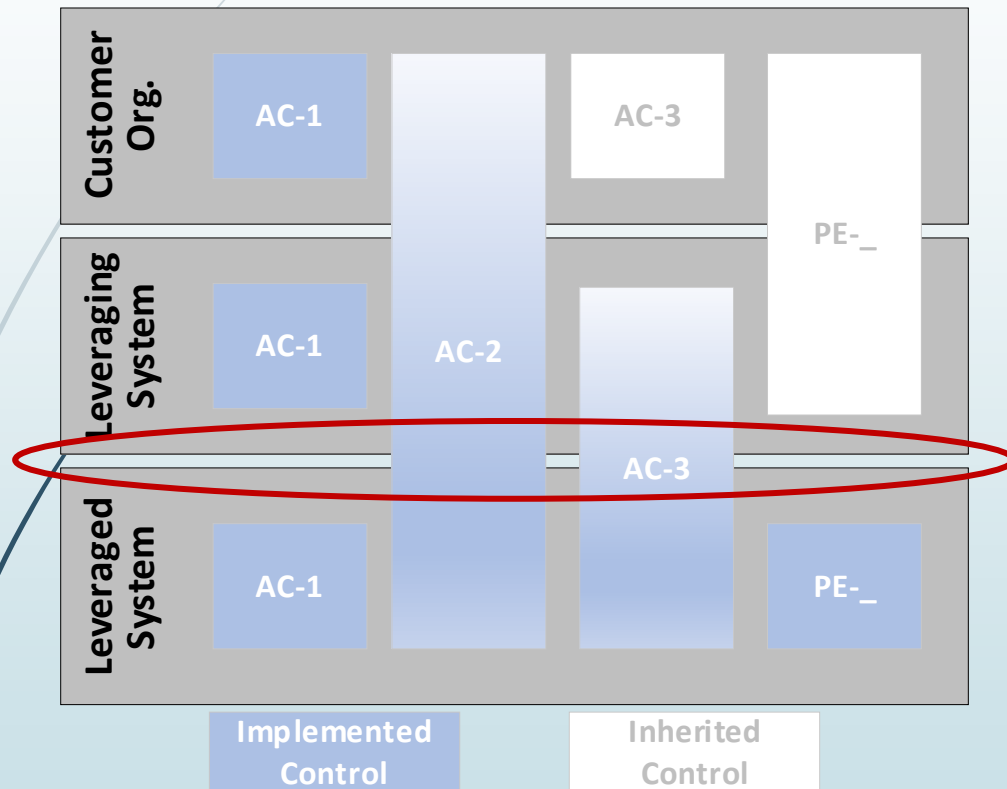 Customer
Org.
AC-1
AC-3
PE-_
Leveraging
System
AC-1
AC-2
AC-3
Leveraged
System
AC-1
PE-_
Implemented
Control
Inherited
Control